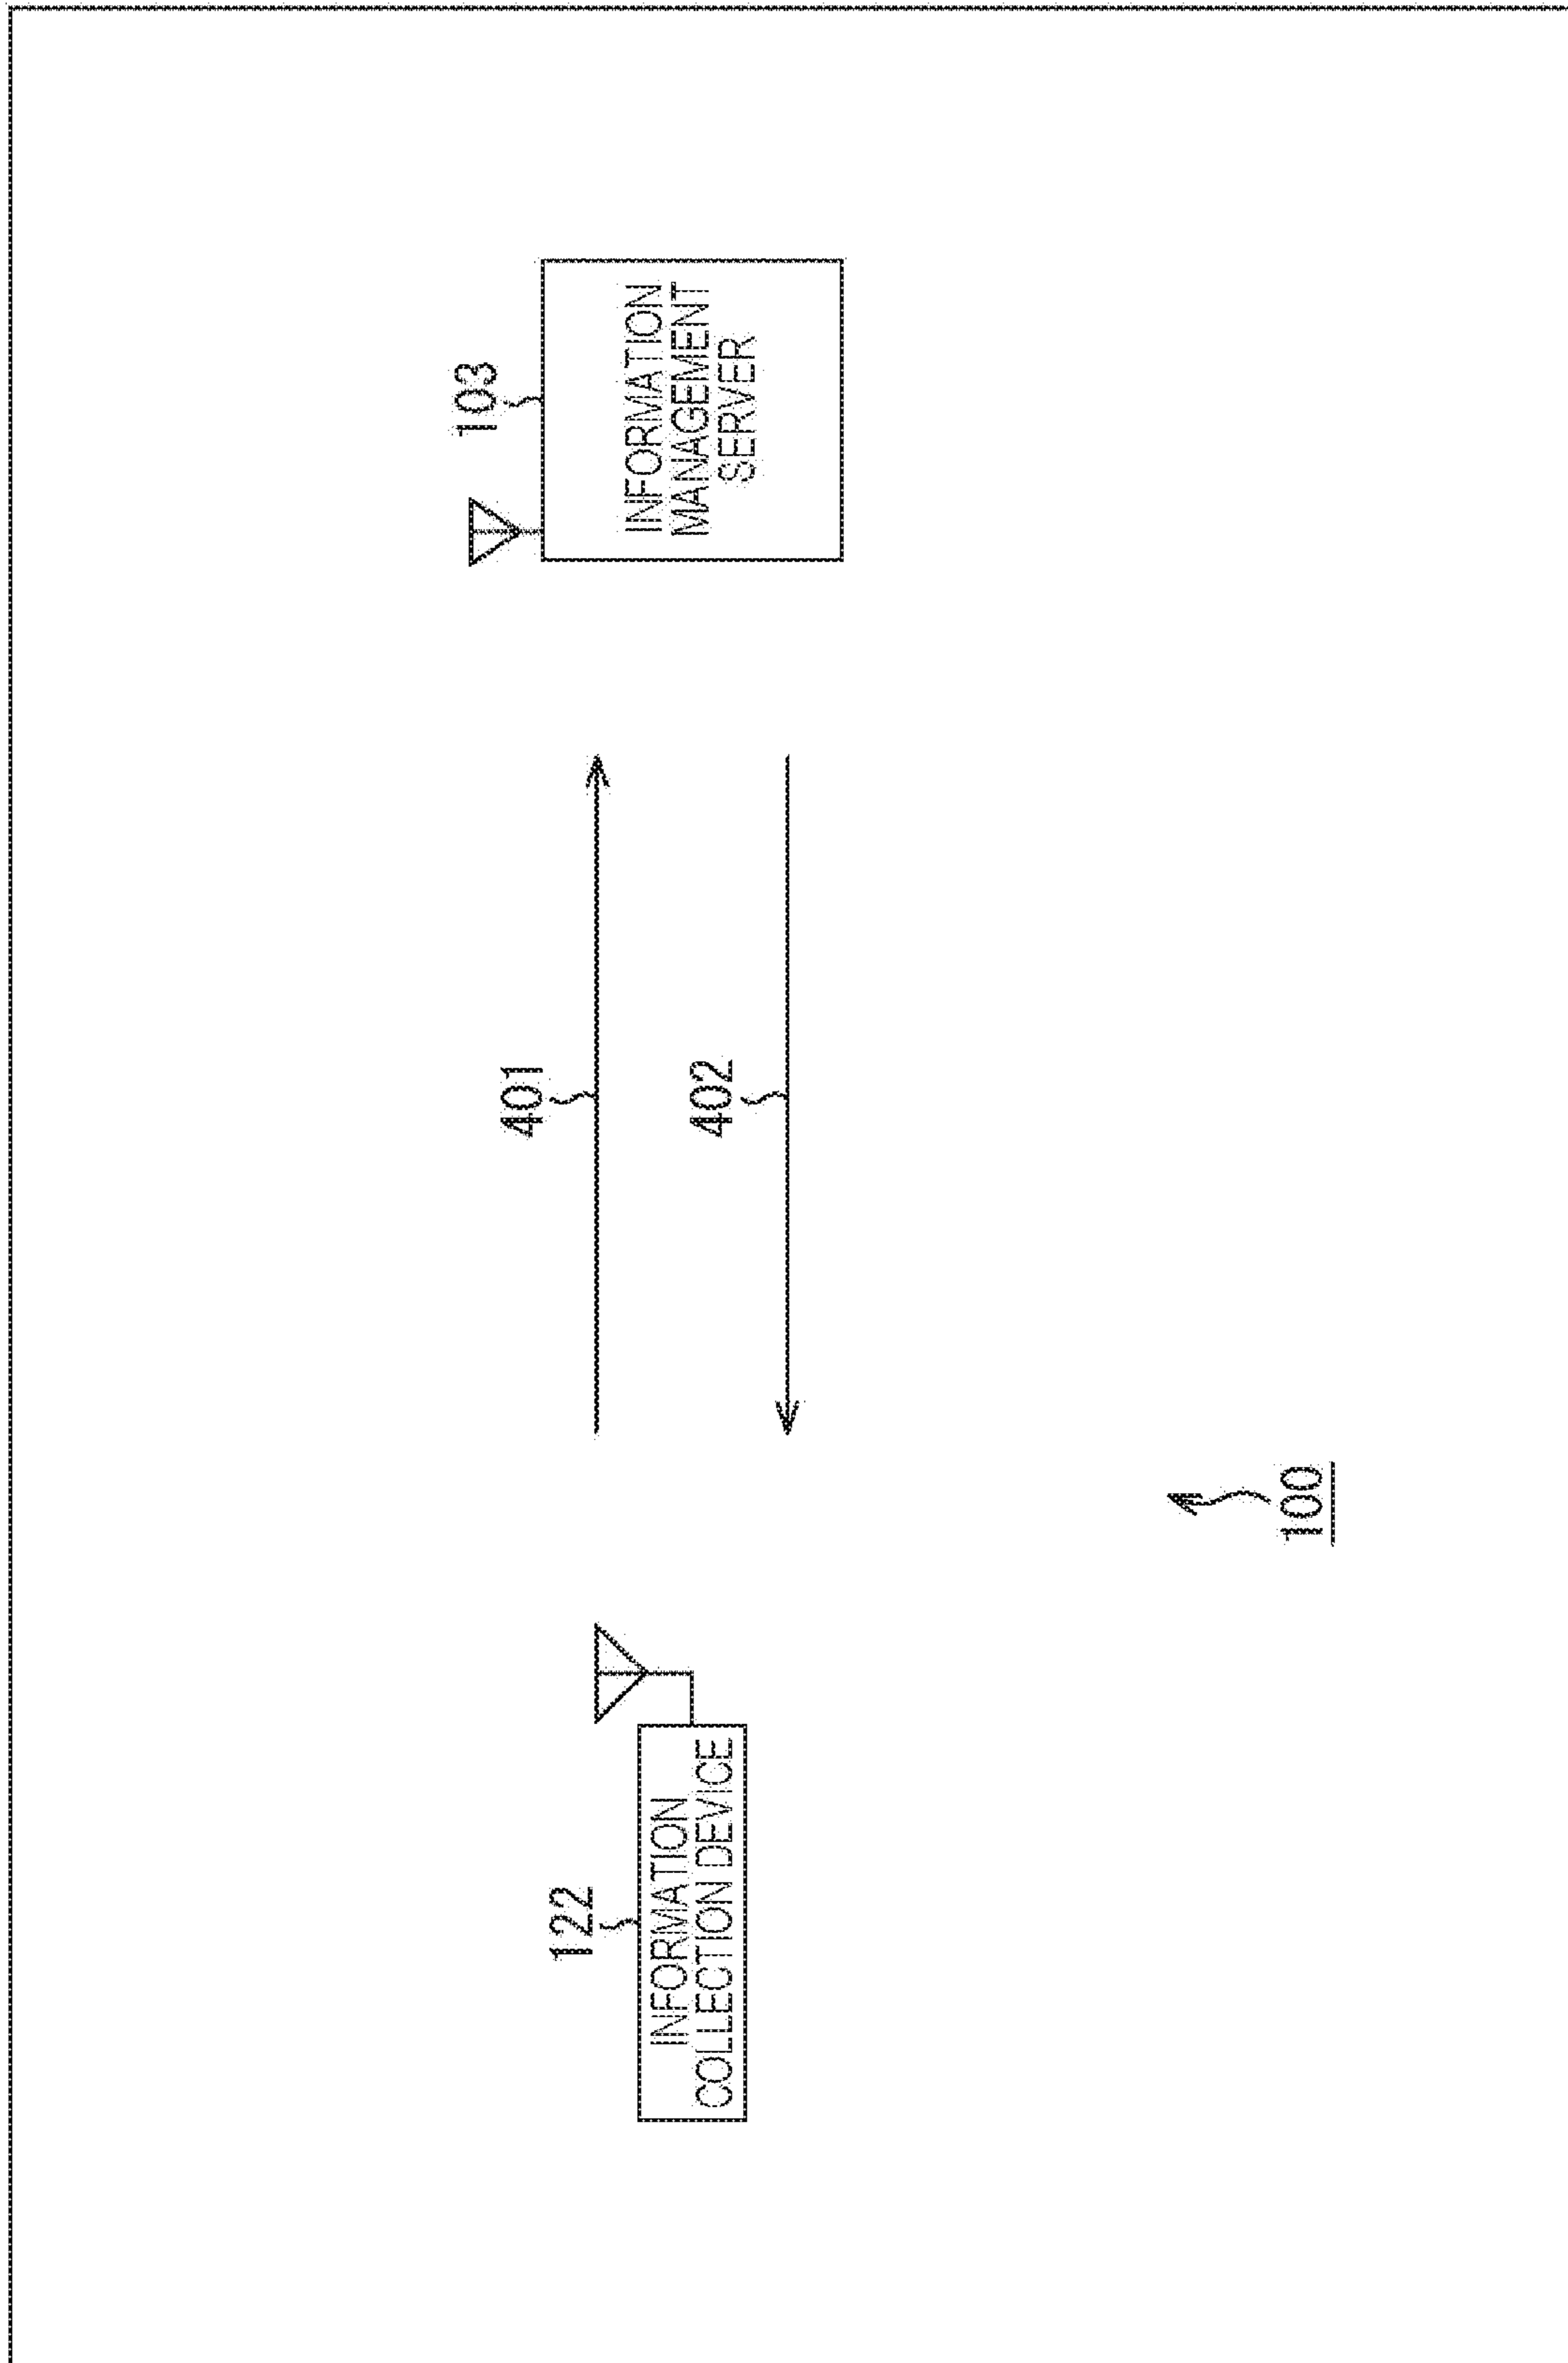 122
INFORMATION
COLLECTION DEVICE
401
402
103
INFORMATION
MANAGEMENT
SERVER
100